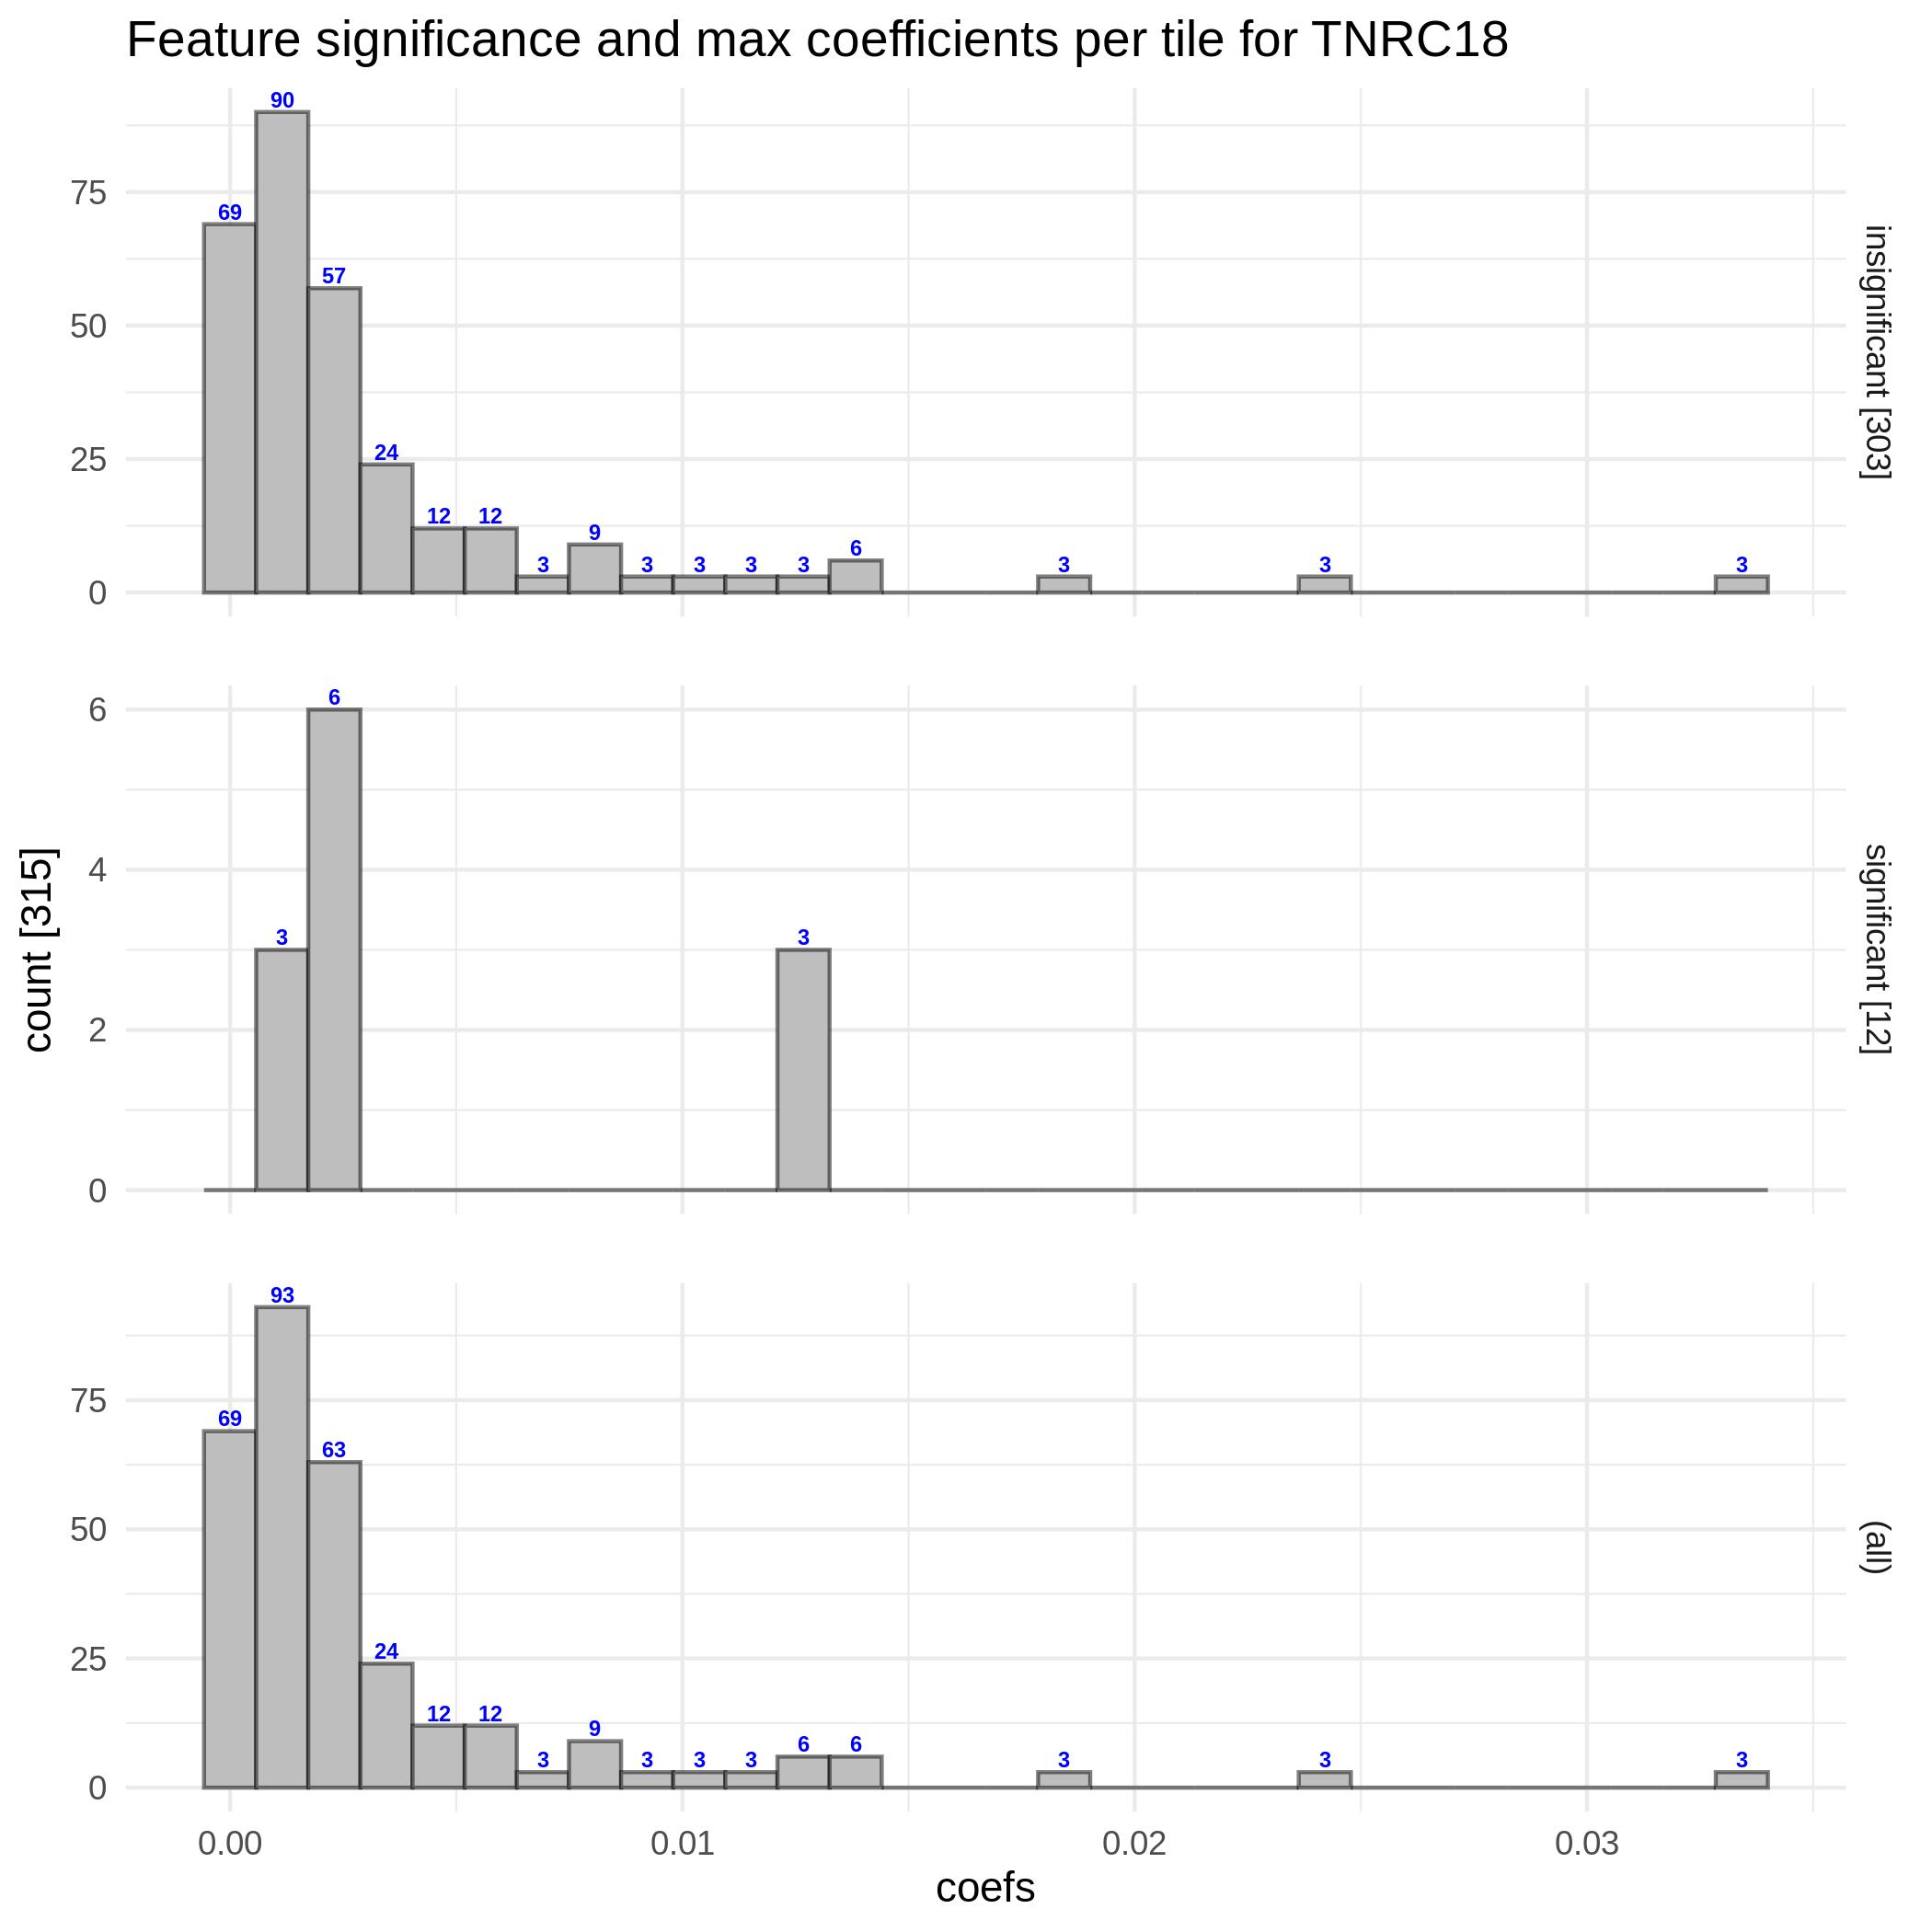 Feature significance and max coefficients per tile for TNRC18
90
75
69
57
50
25
24
12 12
9
3 3 3 3 3 6 3 3 3
0
insignificant [303]
6
6
4
3 3
2
0
significant [12]
count [315]
93
75
69
63
50
25
24
12 12
9
3 3 3 3 6 6 3 3 3
0
(all)
0.00 0.01 0.02 0.03
coefs